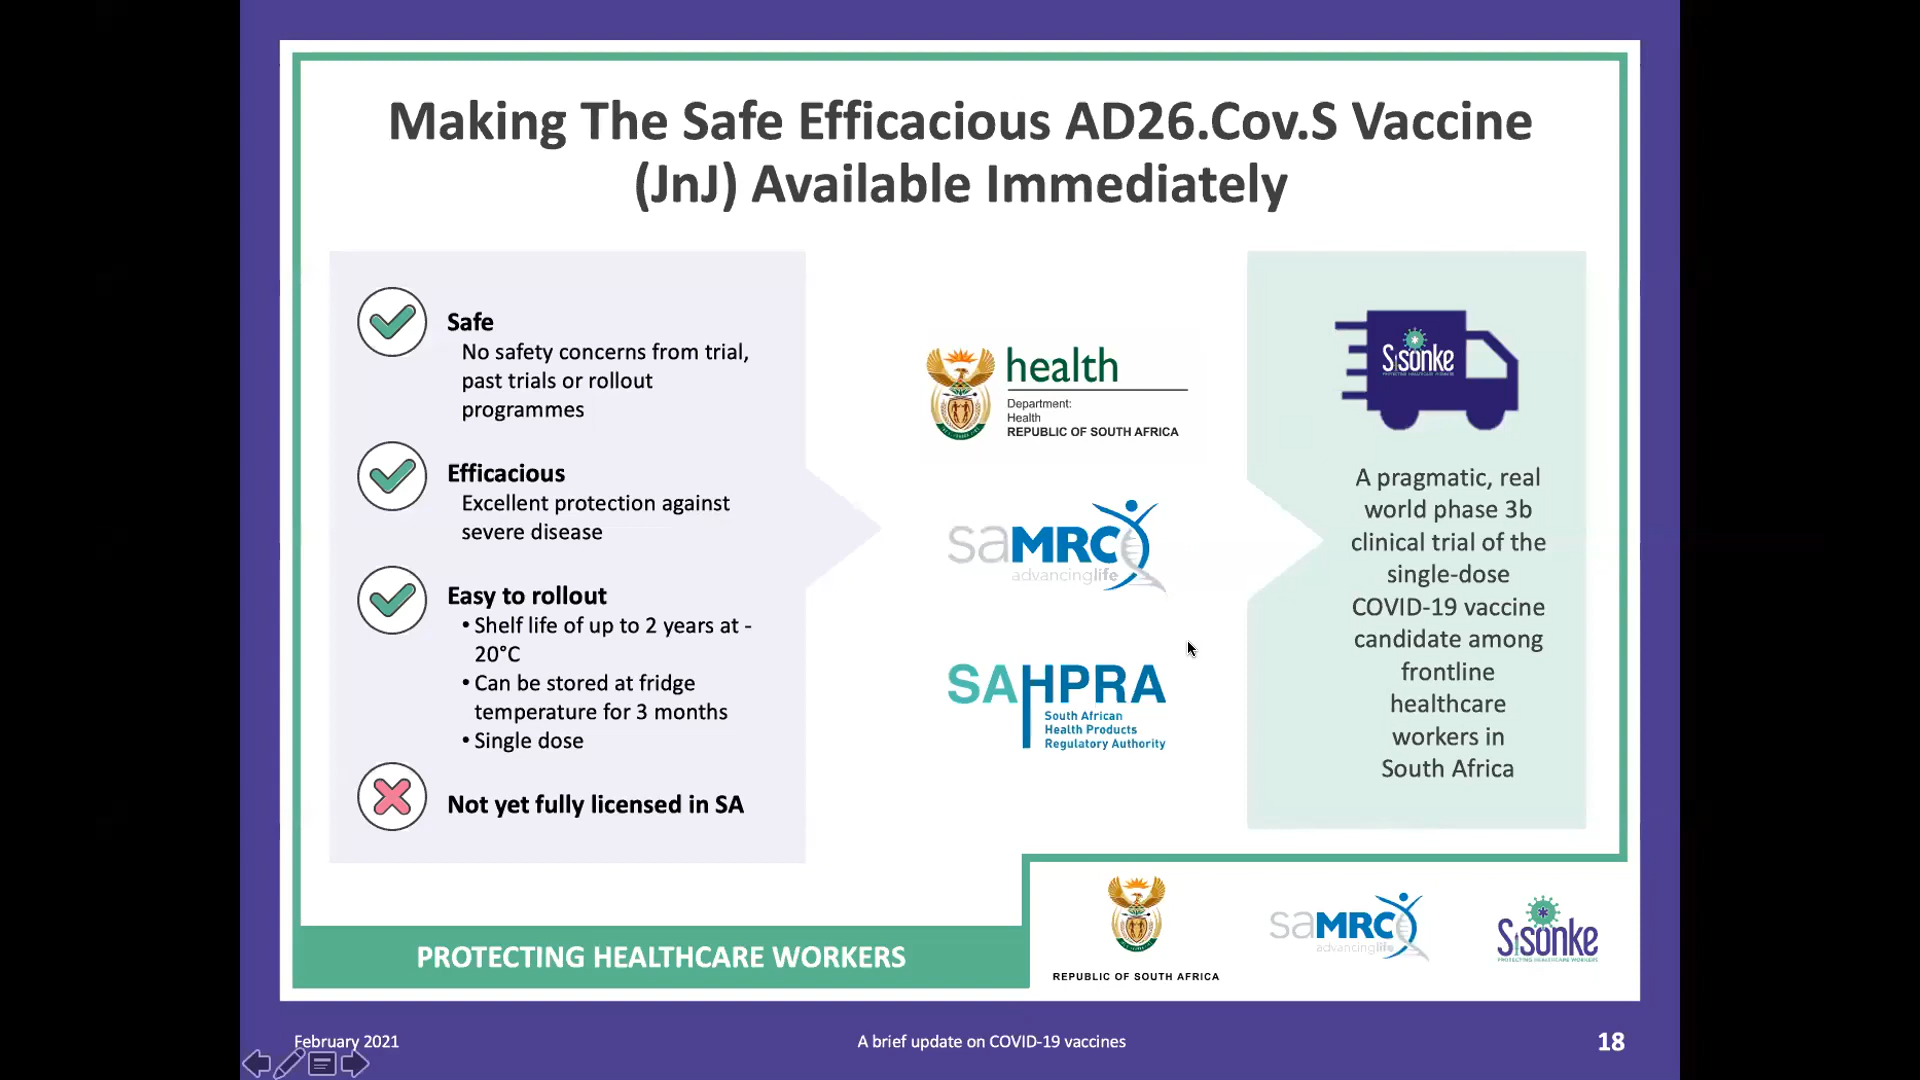 Making The Safe Efficacious AD26.Cov.S Vaccine
(JnJ) Available Immediately
Safe
No safety concerns from trial,
past trials or rollout
programmes
Efficacious
Excellent protection against
severe disease
Easy to rollout
• Shelf life of up to 2 years at -
20°C
• Can be stored at fridge
temperature for 3 months
• Single dose
Not yet fully licensed in SA
health
Department:
Health
REPUBLIC OF SOUTH AFRICA
saMRC
advancinglife
SAHPRA
South African
Health Products
Regulatory Authority
Sisonke
PROTECTING HEALTHCARE WORKERS
A pragmatic, real
world phase 3b
clinical trial of the
single-dose
COVID-19 vaccine
candidate among
frontline
healthcare
workers in
South Africa
PROTECTING HEALTHCARE WORKERS
REPUBLIC OF SOUTH AFRICA
saMRC
advancinglife
Sisonke
PROTECTING HEALTHCARE WORKERS
February 2021
A brief update on COVID-19 vaccines
18